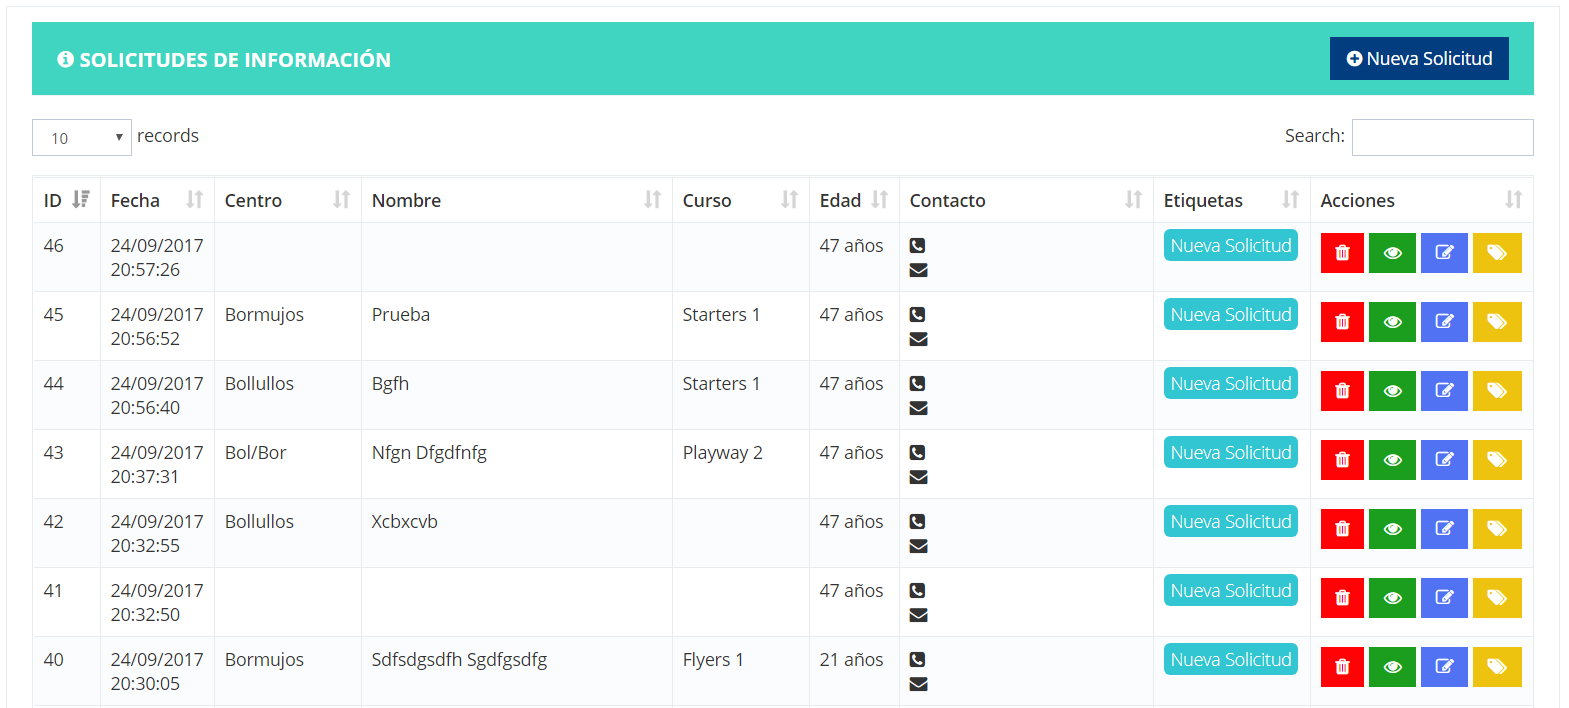 SOLICITUDES DE INFORMACIÓN
Nueva Solicitud
10 records
Search:
ID Fecha Centro Nombre Curso Edad Contacto Etiquetas Acciones
46 24/09/2017 47 años Nueva Solicitud
20:57:26
45 24/09/2017 Bormujos Prueba Starters 1 47 años Nueva Solicitud
20:56:52
44 24/09/2017 Bollullos Bgfh Starters 1 47 años Nueva Solicitud
20:56:40
43 24/09/2017 Bol/Bor Nfgn Dfgdfnfg Playway 2 47 años Nueva Solicitud
20:37:31
42 24/09/2017 Bollullos Xcbxcvb 47 años Nueva Solicitud
20:32:55
41 24/09/2017 47 años Nueva Solicitud
20:32:50
40 24/09/2017 Bormujos Sdfsdgsdfh Sgdfgsdfg Flyers 1 21 años Nueva Solicitud
20:30:05